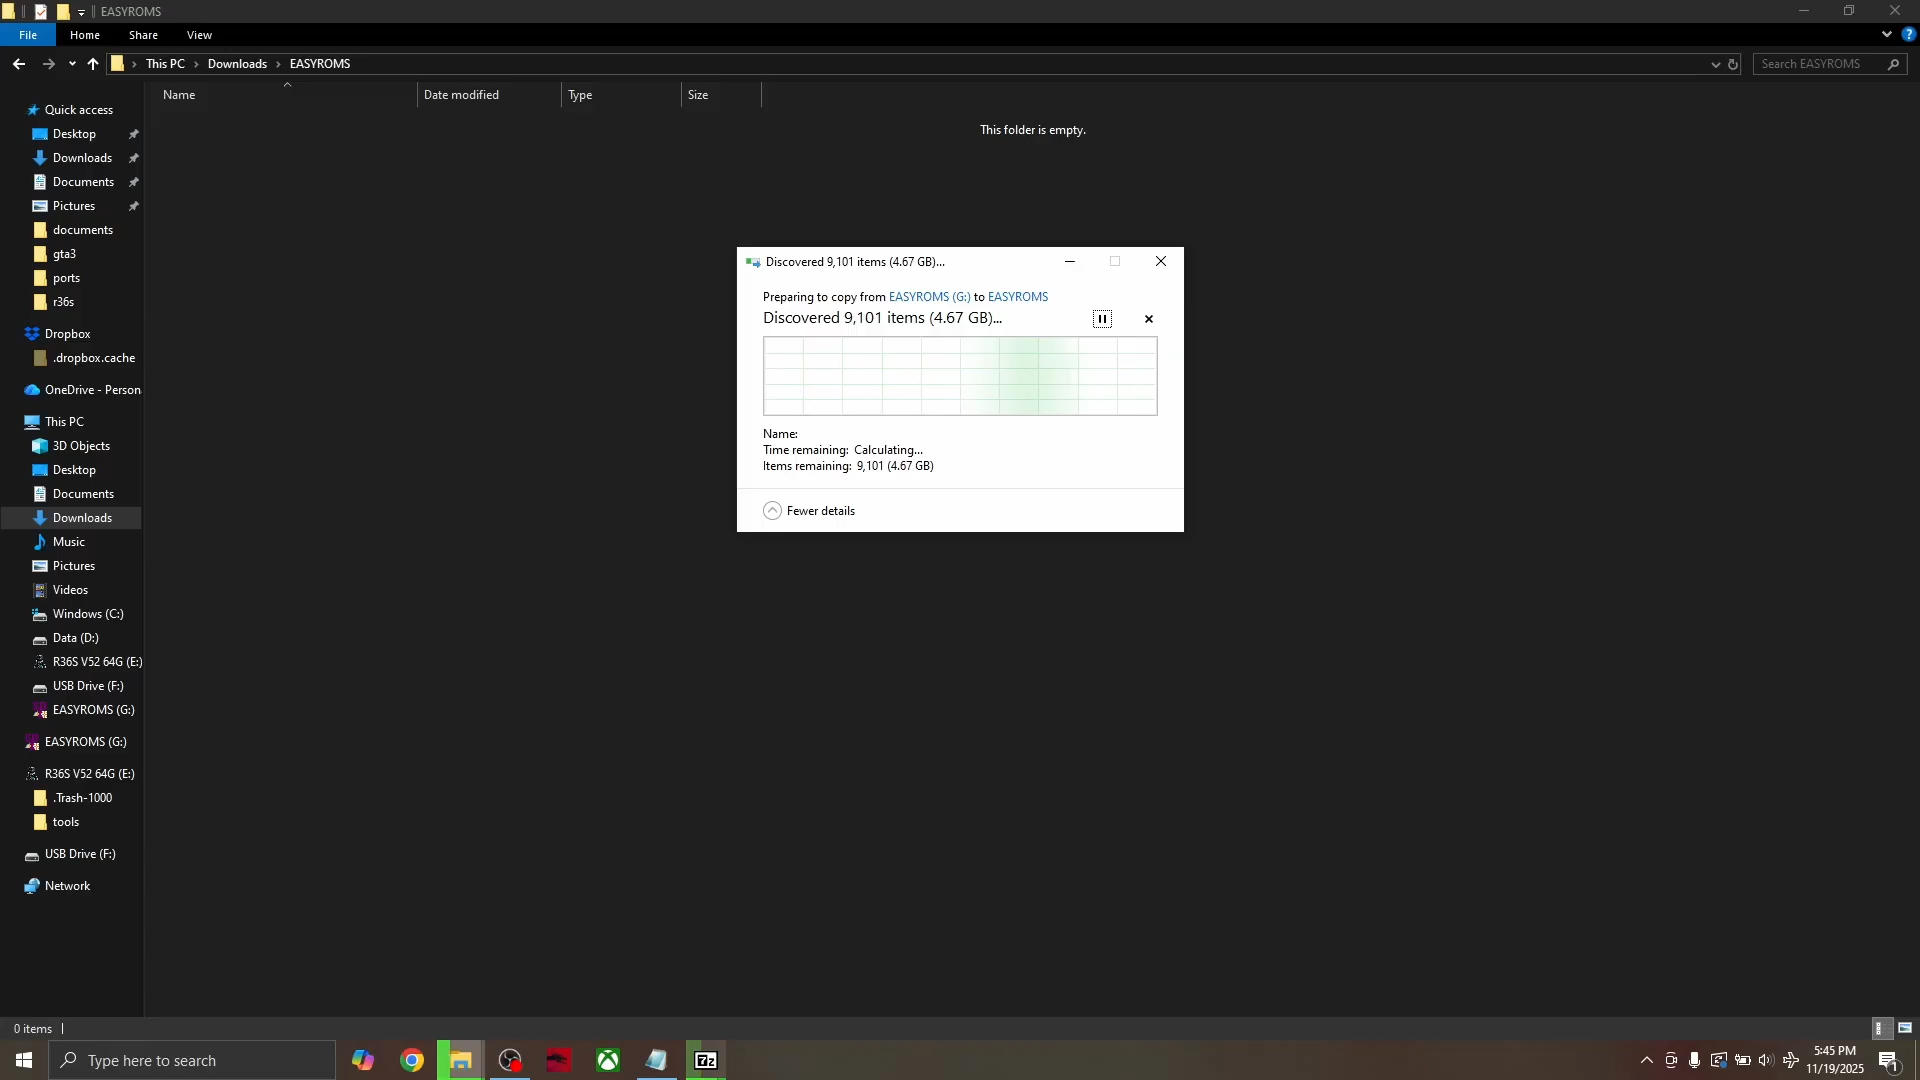 EASYROMS
File Home Share View
This PC Downloads EASYROMS
Search EASYROMS
Name Date modified Type Size
This folder is empty.
Quick access
Desktop
Downloads
Documents
Pictures
documents
gta3
ports
r36s
Dropbox
.dropbox.cache
OneDrive - Person
This PC
3D Objects
Desktop
Documents
Downloads
Music
Pictures
Videos
Windows (C:)
Data (D:)
R36S V52 64G (E:)
USB Drive (F:)
EASYROMS (G:)
EASYROMS (G:)
R36S V52 64G (E:)
.Trash-1000
tools
USB Drive (F:)
Network
Discovered 9,101 items (4.67 GB)...
Preparing to copy from EASYROMS (G:) to EASYROMS
Discovered 9,101 items (4.67 GB)...
Name:
Time remaining: Calculating...
Items remaining: 9,101 (4.67 GB)
Fewer details
0 items
Type here to search
7z
5:45 PM
11/19/2025
1